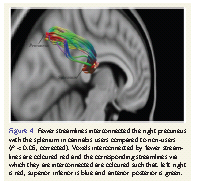 Precuneus
Figure 4 Fewer streamlines interconnected the right precuneus
with the splenium in cannabis users compared to non-users
(P < 0.05, corrected). Voxels interconnected by fewer stream-
lines are coloured red and the corresponding streamlines via
which they are interconnected are coloured such that: left right
is red, superior inferior is blue and anterior posterior is green.